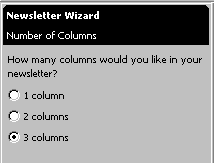 Newsletter Wizard
Number of Columns
How many columns would you like in your
newsletter?
1 column
2 columns
3 columns